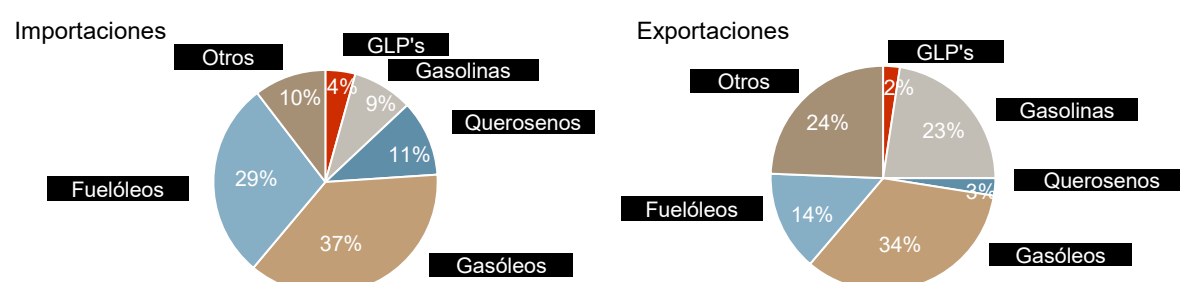 Importaciones
GLP's
Otros
Gasolinas
4%
10%
9%
Querosenos
11%
29%
Fuelóleos
37%
Gasóleos
Exportaciones
GLP's
Otros
2%
Gasolinas
24%
23%
Querosenos
3%
Fuelóleos
14%
34%
Gasóleos